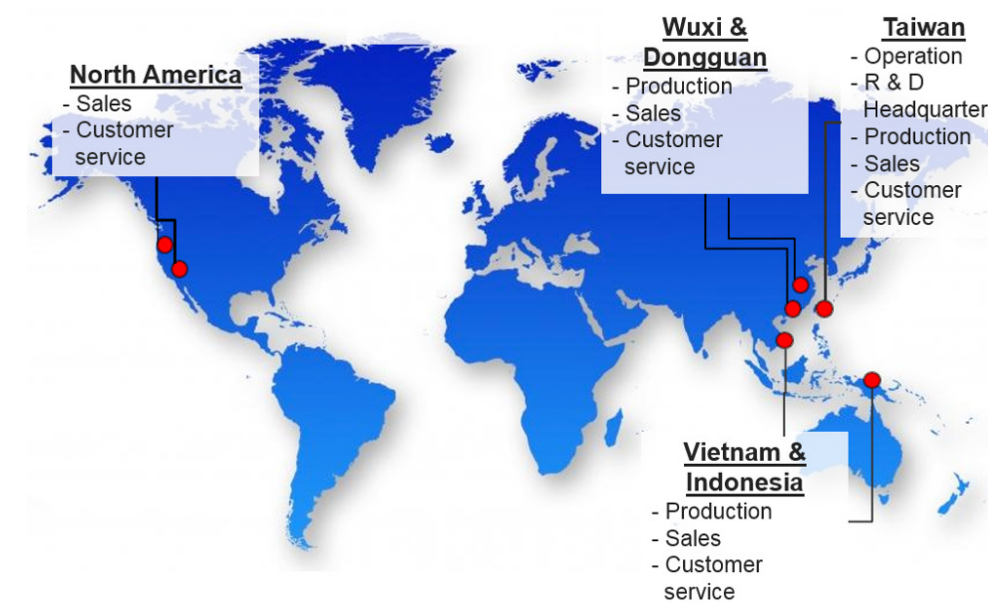 North America
- Sales
- Customer
service
Wuxi &
Dongguan
- Production
- Sales
- Customer
service
Taiwan
- Operation
- R & D
Headquarter
- Production
- Sales
- Customer
service
Vietnam &
Indonesia
- Production
- Sales
- Customer
service